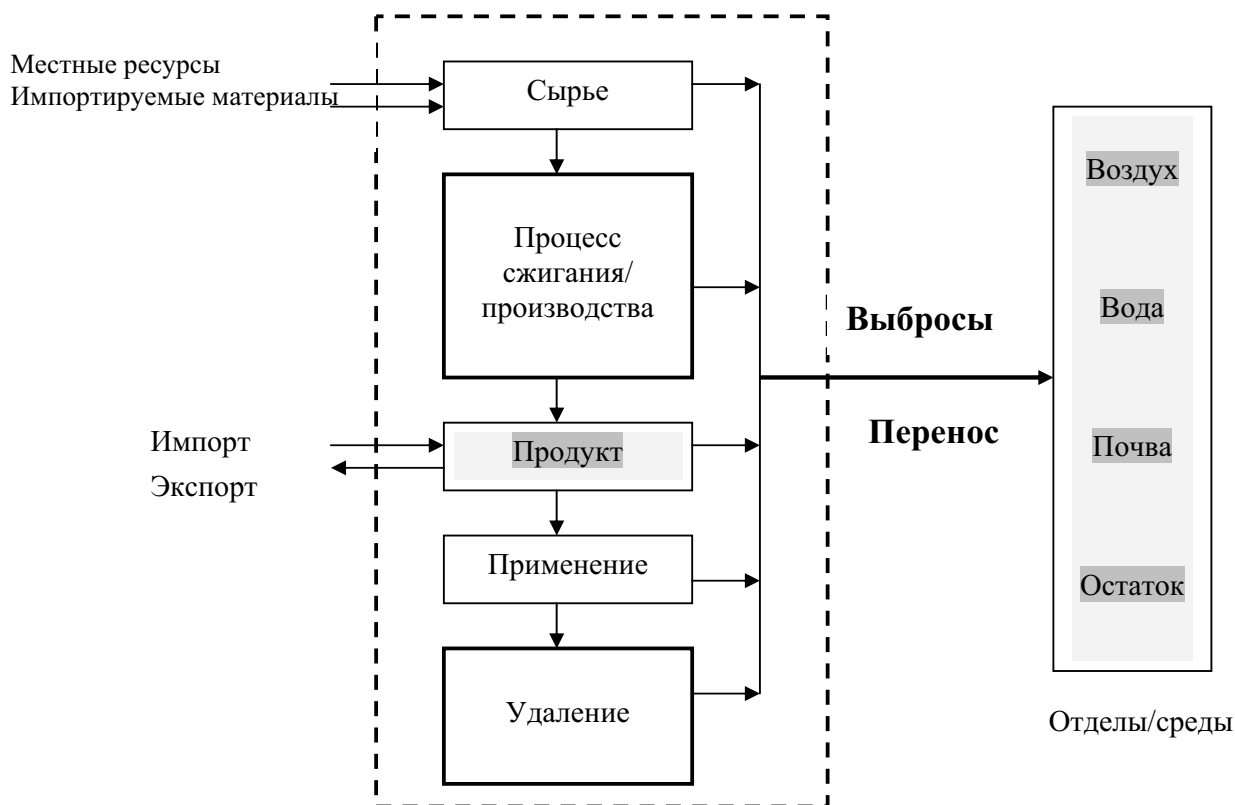 Местные ресурсы
Импортируемые материалы
Сырье
Процесс
сжигания/
производства
Импорт
Экспорт
Продукт
Применение
Удаление
Выбросы
Перенос
Воздух
Вода
Почва
Остаток
Отделы/среды